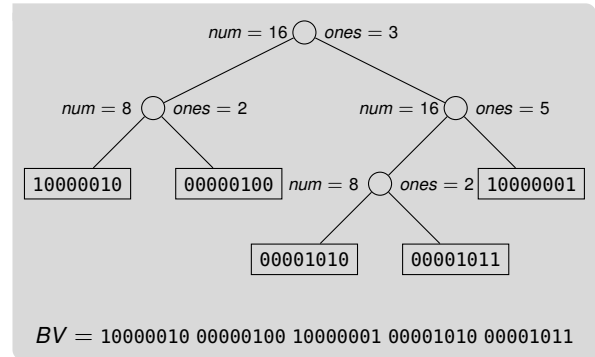 num = 16 ones = 3
num = 8 ones = 2 num = 16 ones = 5
10000010 00000100 num = 8 ones = 2 10000001
00001010 00001011
BV = 10000010 00000100 10000001 00001010 00001011